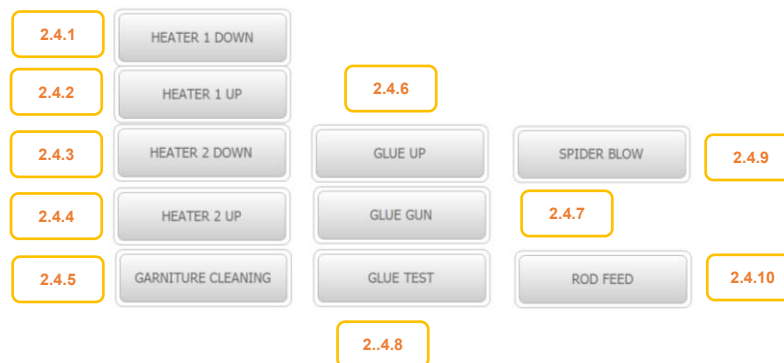 2.4.1
HEATER 1 DOWN
2.4.2
HEATER 1 UP
2.4.6
2.4.3
HEATER 2 DOWN
GLUE UP
SPIDER BLOW
2.4.9
2.4.4
HEATER 2 UP
GLUE GUN
2.4.7
2.4.5
GARNITURE CLEANING
GLUE TEST
ROD FEED
2.4.10
2..4.8